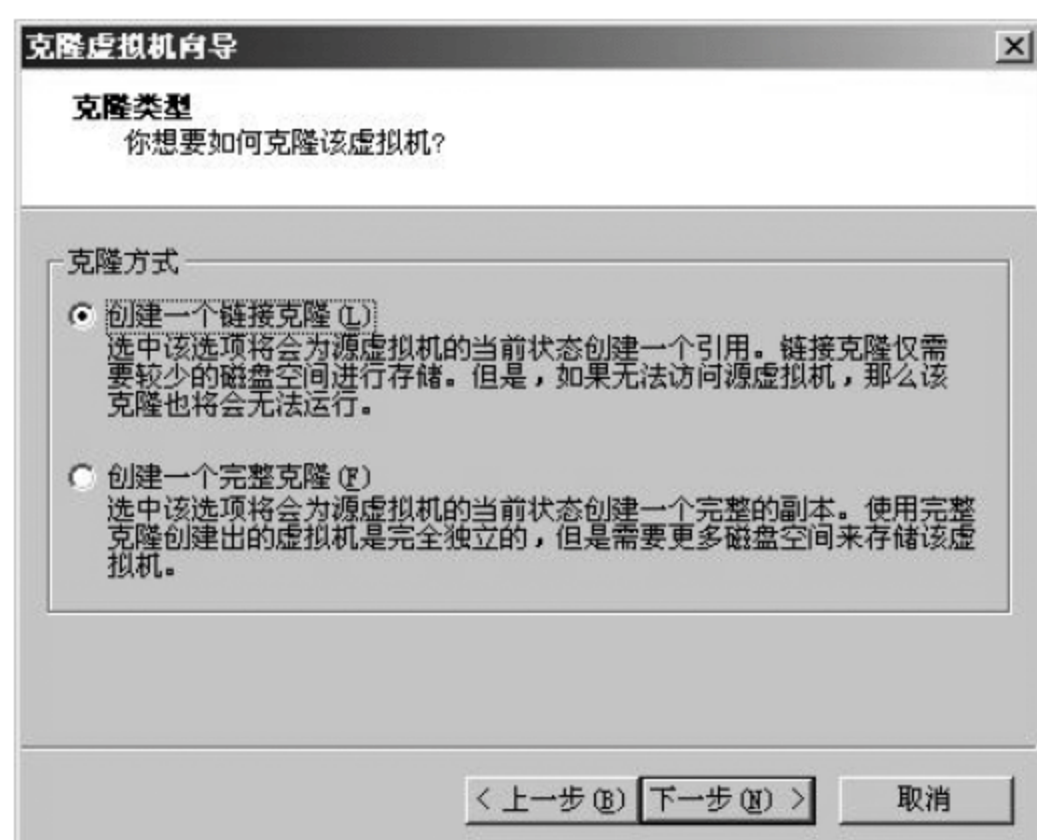 克隆虚拟机向导
克隆类型
你想要如何克隆该虚拟机?
克隆方式
创建一个链接克隆(L)
选中该选项将会为源虚拟机的当前状态创建一个引用。链接克隆仅需
要较少的磁盘空间进行存储。但是,如果无法访问源虚拟机,那么该
克隆也将会无法运行。
创建一个完整克隆(F)
选中该选项将会为源虚拟机的当前状态创建一个完整的副本。使用完整
克隆创建出的虚拟机是完全独立的,但是需要更多磁盘空间来存储该虚
拟机。
< 上一步(B) 下一步(N) > 取消